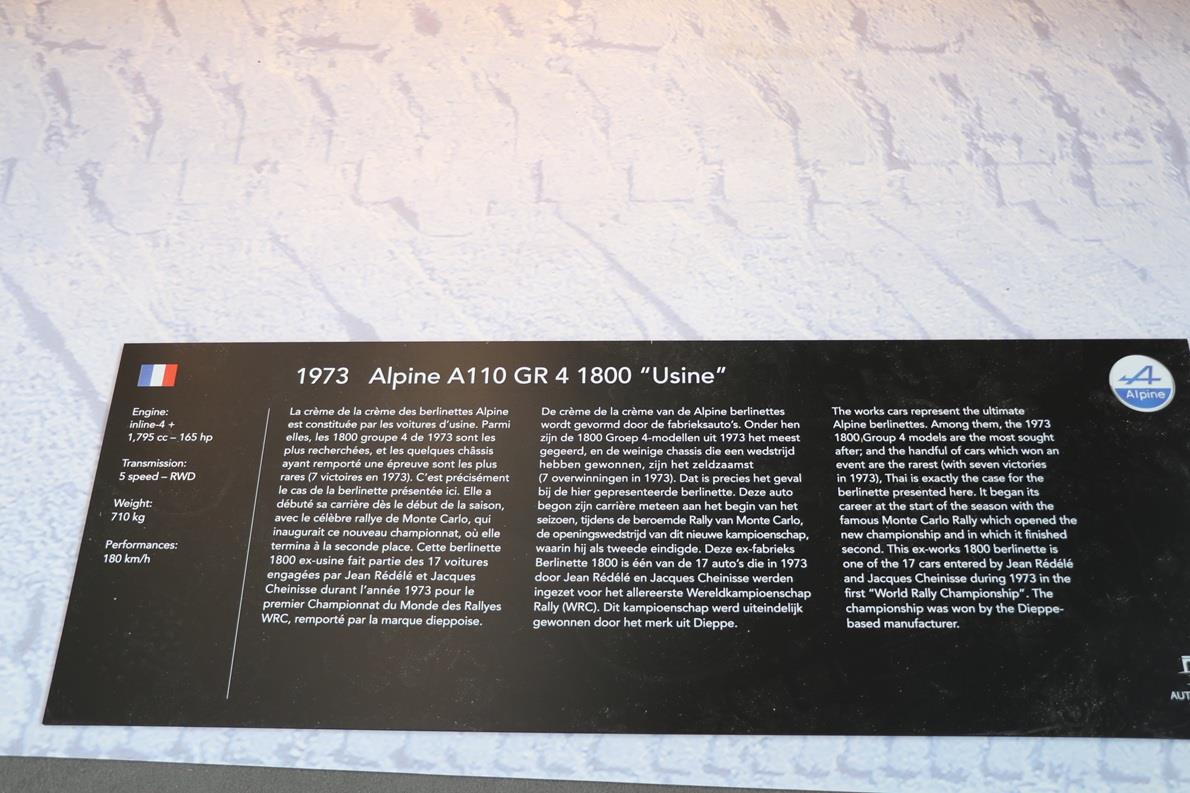 1973 Alpine A110 GR 4 1800 “Usine”
Engine:
inline-4 +
1,795 cc – 165 hp
Transmission:
5 speed – RWD
Weight:
710 kg
Performances:
180 km/h
La crème de la crème des berlinettes Alpine
est constituée par les voitures d’usine. Parmi
elles, les 1800 groupe 4 de 1973 sont les
plus recherchées, et les quelques châssis
ayant remporté une épreuve sont les plus
rares (7 victoires en 1973). C’est précisément
le cas de la berlinette présentée ici. Elle a
débuté sa carrière dès le début de la saison,
avec le célèbre rallye de Monte Carlo, qui
inaugurait ce nouveau championnat, où elle
termina à la seconde place. Cette berlinette
1800 ex-usine fait partie des 17 voitures
engagées par Jean Rédélé et Jacques
Cheinisse durant l’année 1973 pour le
premier Championnat du Monde des Rallyes
WRC, remporté par la marque dieppoise.
De crème de la crème van de Alpine berlinettes
wordt gevormd door de fabrieksauto’s. Onder hen
zijn de 1800 Groep 4-modellen uit 1973 het meest
gegeerd, en de weinige chassis die een wedstrijd
hebben gewonnen, zijn het zeldzaamst
(7 overwinningen in 1973). Dat is precies het geval
bij de hier gepresenteerde berlinette. Deze auto
begon zijn carrière meteen aan het begin van het
seizoen, tijdens de beroemde Rally van Monte Carlo,
de openingswedstrijd van dit nieuwe kampioenschap,
waarin hij als tweede eindigde. Deze ex-fabrieks
Berlinette 1800 is één van de 17 auto’s die in 1973
door Jean Rédélé en Jacques Cheinisse werden
ingezet voor het allereerste Wereldkampioenschap
Rally (WRC). Dit kampioenschap werd uiteindelijk
gewonnen door het merk uit Dieppe.
The works cars represent the ultimate
Alpine berlinettes. Among them, the 1973
1800 Group 4 models are the most sought
after; and the handful of cars which won an
event are the rarest (with seven victories
in 1973), Thai is exactly the case for the
berlinette presented here. It began its
career at the start of the season with the
famous Monte Carlo Rally which opened the
new championship and in which it finished
second. This ex-works 1800 berlinette is
one of the 17 cars entered by Jean Rédélé
and Jacques Cheinisse during 1973 in the
first “World Rally Championship”. The
championship was won by the Dieppe-
based manufacturer.
A
Alpine
AUT